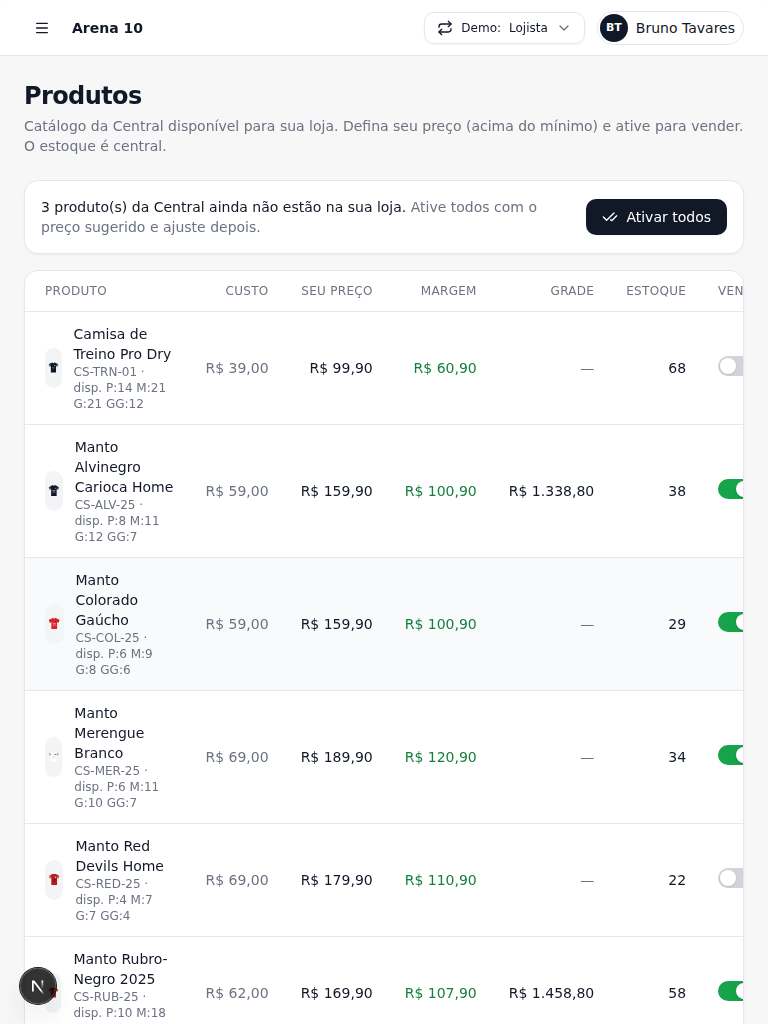 Arena 10
Demo: Lojista
BT
Bruno Tavares
Produtos
Catálogo da Central disponível para sua loja. Defina seu preço (acima do mínimo) e ative para vender.
O estoque é central.
3 produto(s) da Central ainda não estão na sua loja. Ative todos com o
preço sugerido e ajuste depois.
Ativar todos
PRODUTO CUSTO SEU PREÇO MARGEM GRADE ESTOQUE VEN
Camisa de
Treino Pro Dry
CS-TRN-01 ·
disp. P:14 M:21
G:21 GG:12
R$ 39,00 R$ 99,90 R$ 60,90 — 68
Manto
Alvinegro
Carioca Home
CS-ALV-25 ·
disp. P:8 M:11
G:12 GG:7
R$ 59,00 R$ 159,90 R$ 100,90 R$ 1.338,80 38
Manto
Colorado
Gaúcho
CS-COL-25 ·
disp. P:6 M:9
G:8 GG:6
R$ 59,00 R$ 159,90 R$ 100,90 — 29
Manto
Merengue
Branco
CS-MER-25 ·
disp. P:6 M:11
G:10 GG:7
R$ 69,00 R$ 189,90 R$ 120,90 — 34
Manto Red
Devils Home
CS-RED-25 ·
disp. P:4 M:7
G:7 GG:4
R$ 69,00 R$ 179,90 R$ 110,90 — 22
Manto Rubro-
Negro 2025
CS-RUB-25 ·
disp. P:10 M:18
R$ 62,00 R$ 169,90 R$ 107,90 R$ 1.458,80 58
N